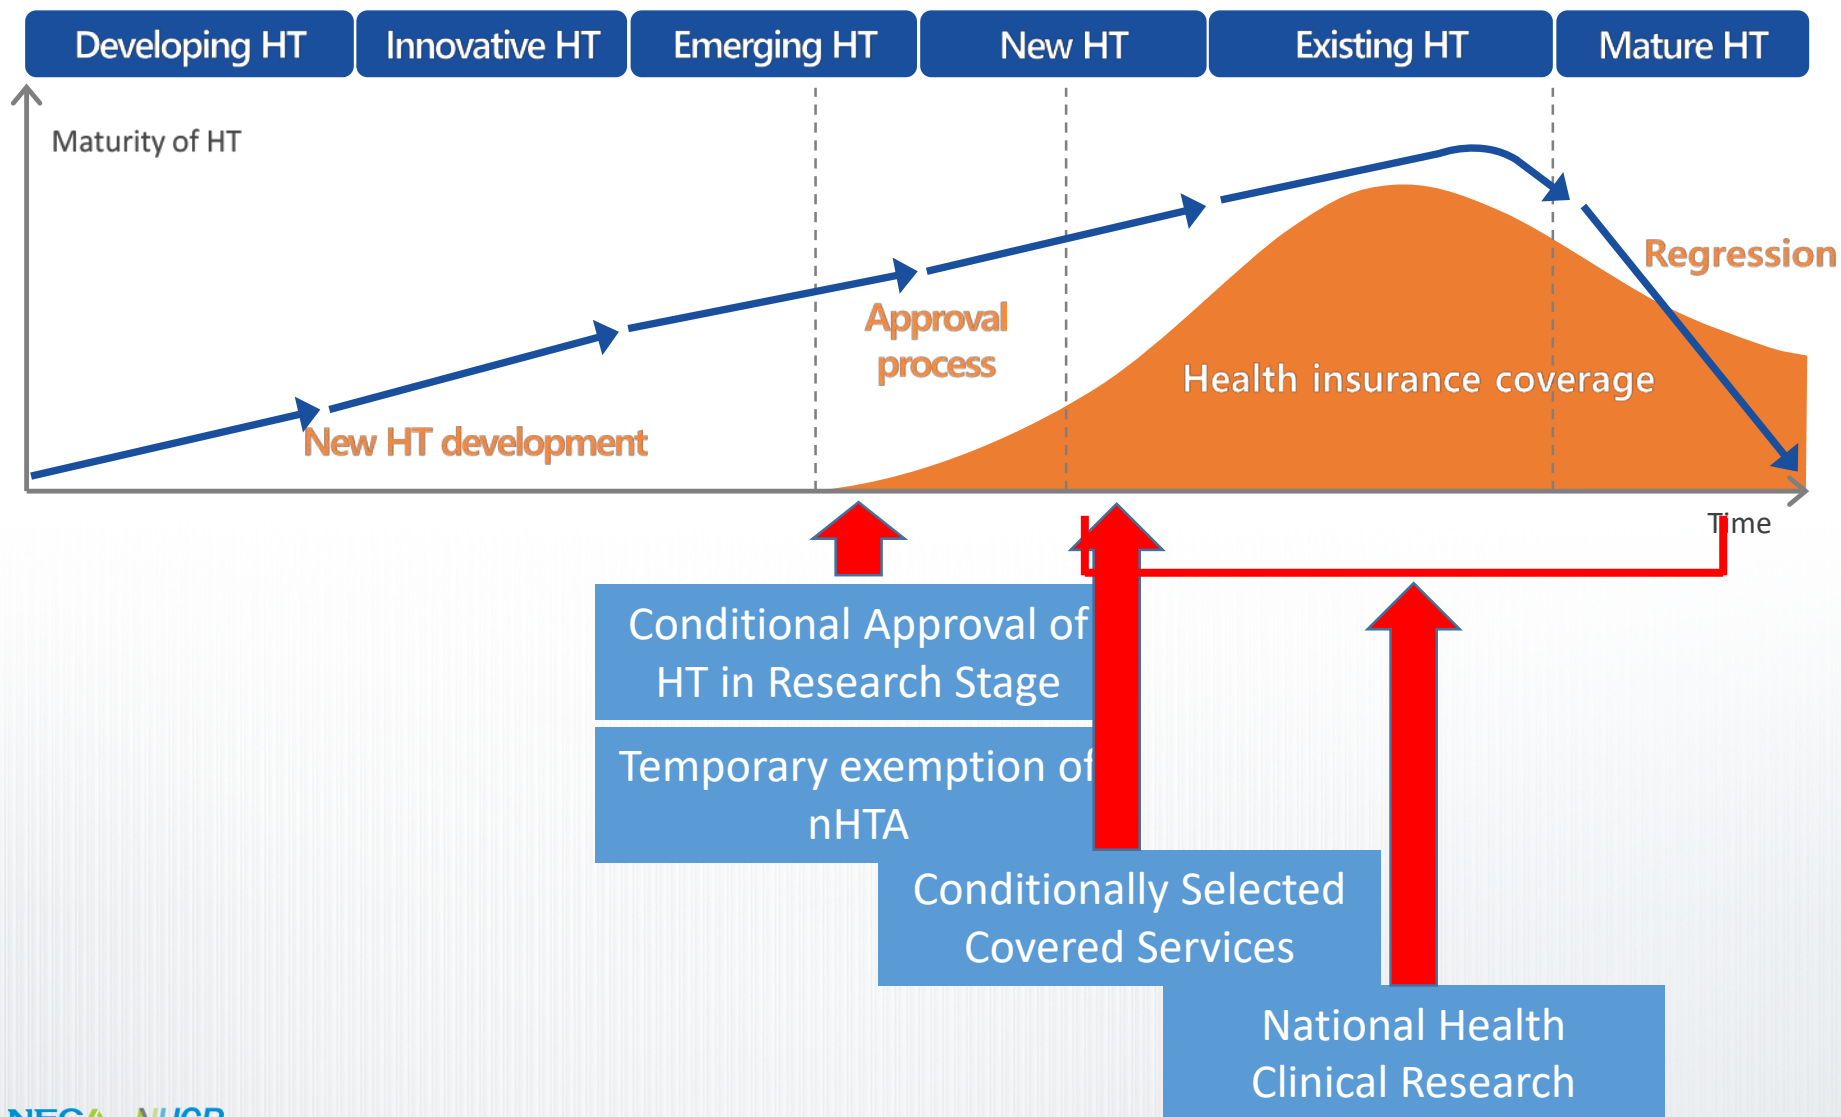 Developing HT
Innovative HT
Emerging HT
New HT
Existing HT
Mature HT
Maturity of HT
Regression
Approval
process
Health insurance coverage
New HT development
Time
Conditional Approval of
HT in Research Stage
Temporary exemption of
nHTA
Conditionally Selected
Covered Services
National Health
Clinical Research